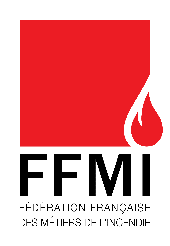 FFMI
FÉDÉRATION FRANÇAISE
DES MÉTIERS DE L'INCENDIE